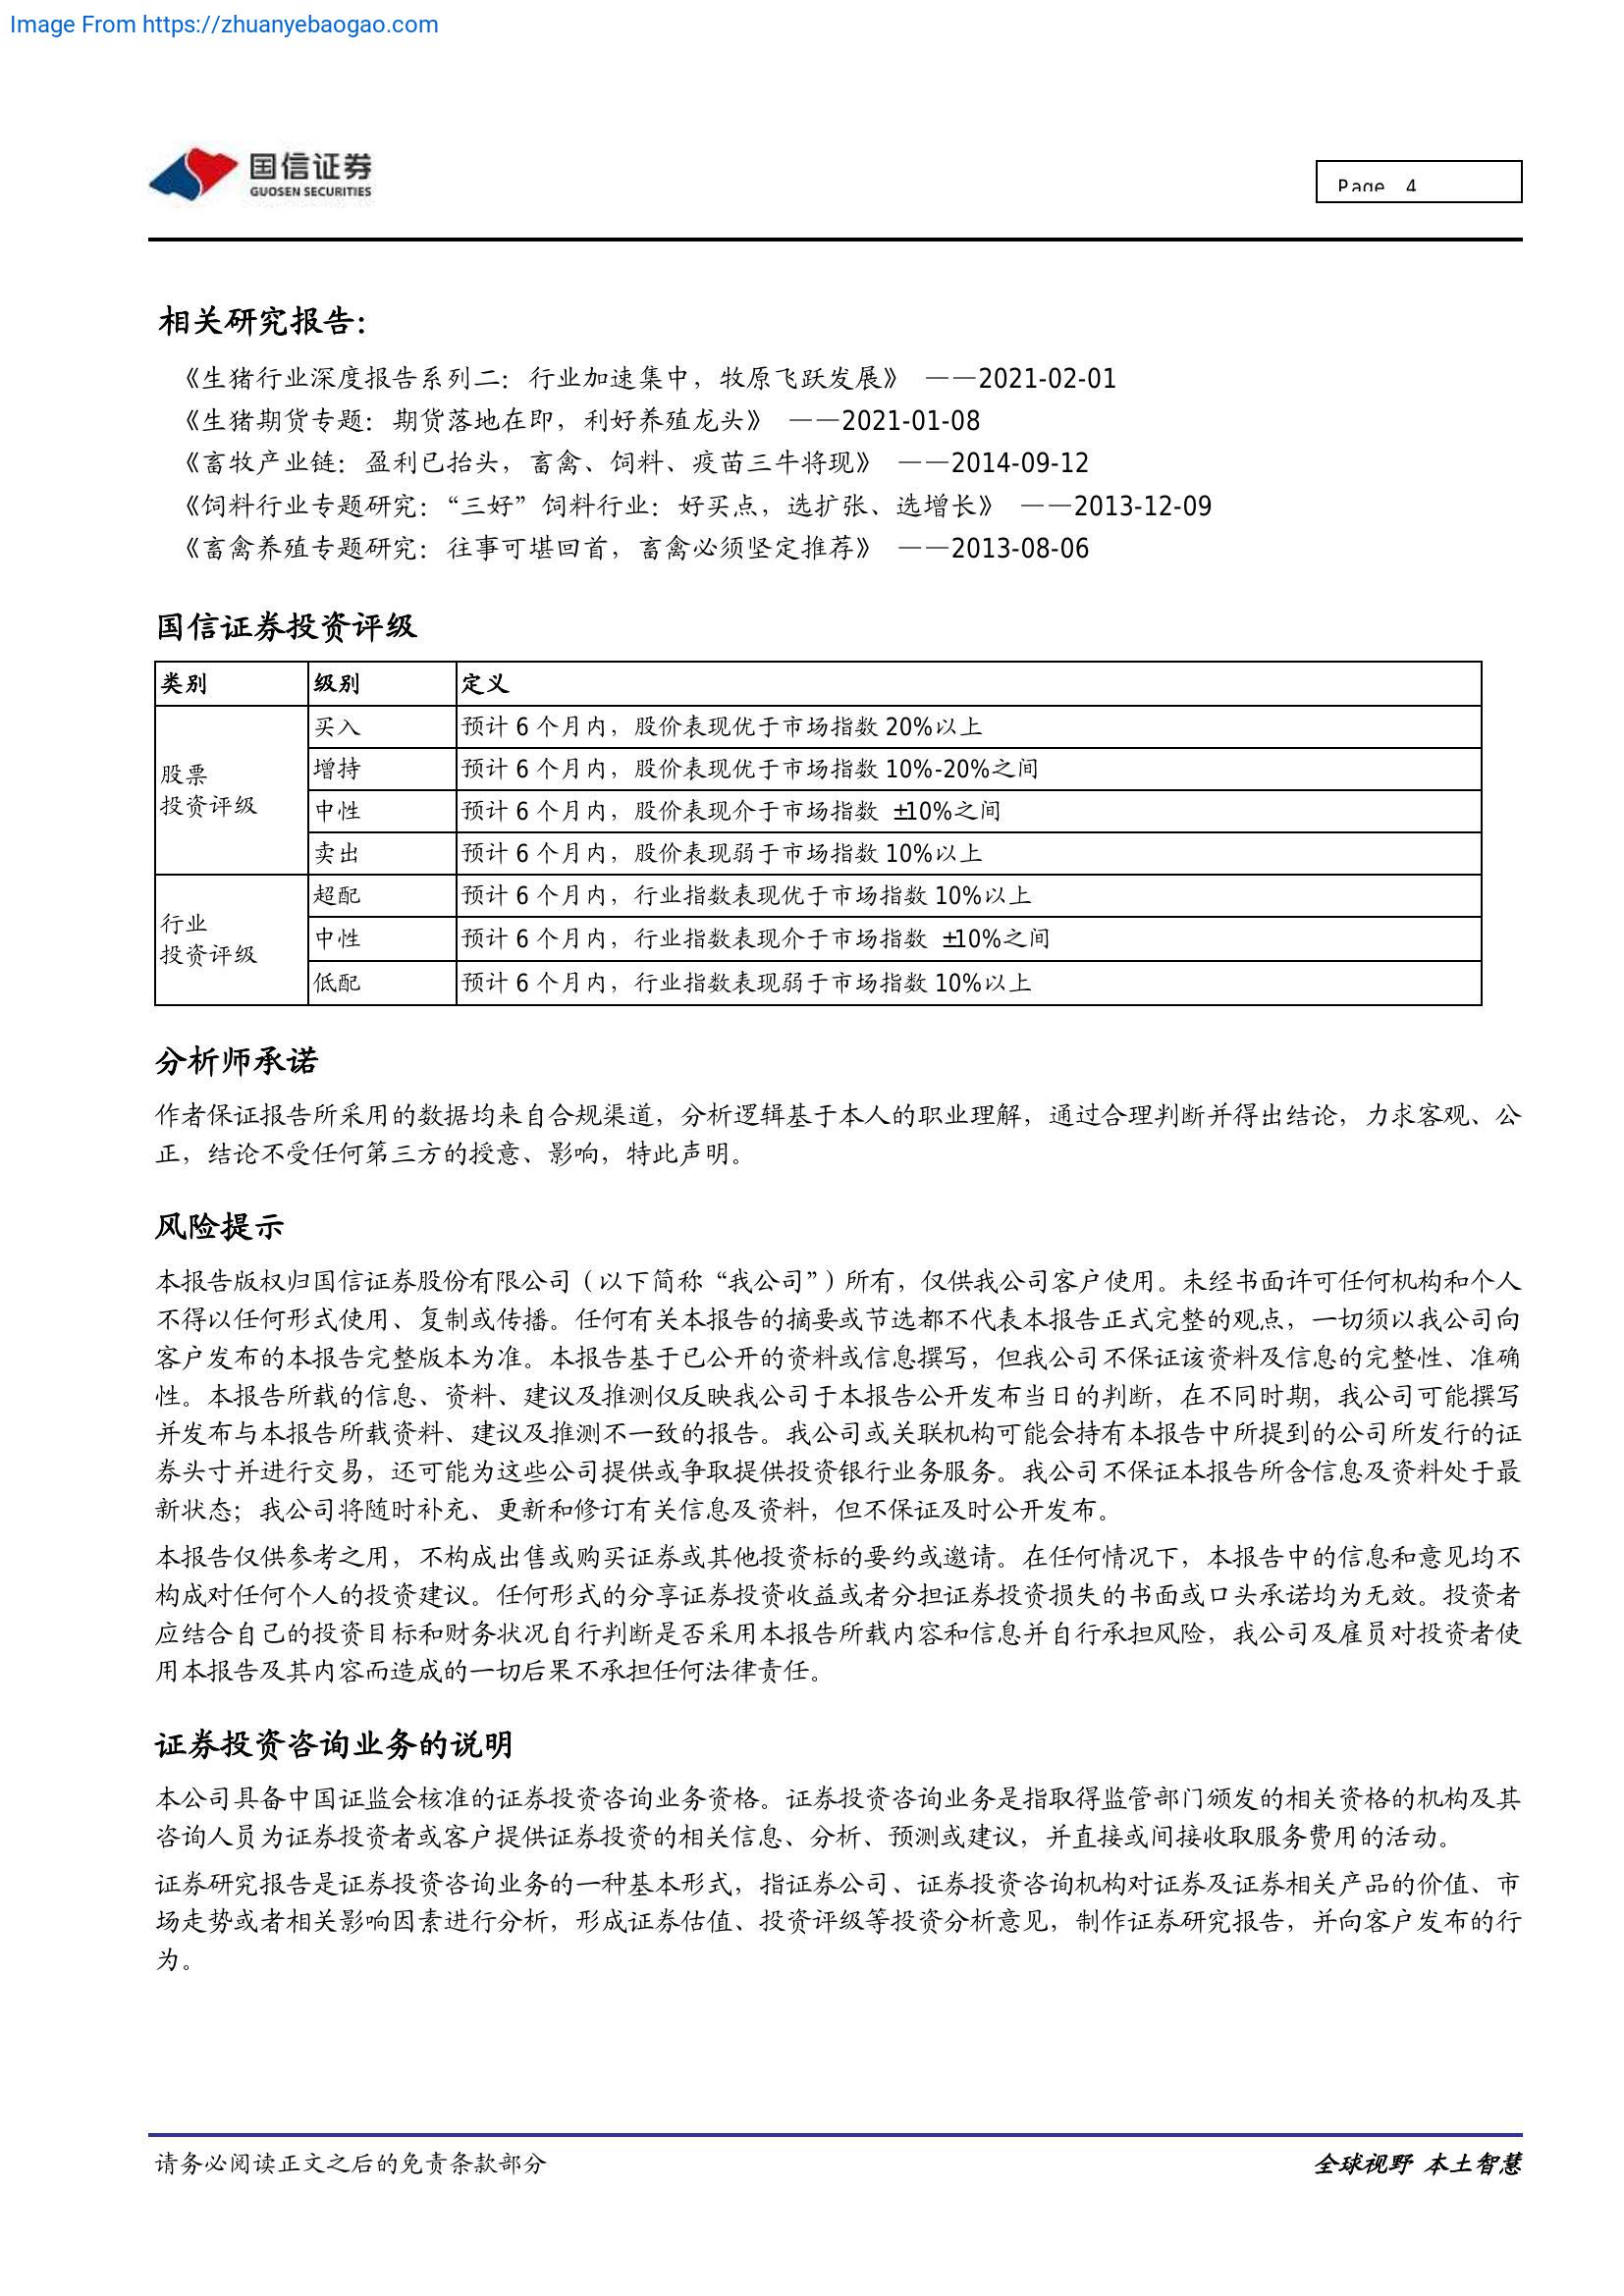 Image From https://zhuanyebaogao.com
国信证券
GUOSEN SECURITIES
Page 4
相关研究报告：
《生猪行业深度报告系列二：行业加速集中，牧原飞跃发展》 ——2021-02-01
《生猪期货专题：期货落地在即，利好养殖龙头》 ——2021-01-08
《畜牧产业链：盈利已抬头，畜禽、饲料、疫苗三牛将现》 ——2014-09-12
《饲料行业专题研究：“三好”饲料行业：好买点，选扩张、选增长》 ——2013-12-09
《畜禽养殖专题研究：往事可堪回首，畜禽必须坚定推荐》 ——2013-08-06
国信证券投资评级
类别 级别 定义
股票
投资评级
买入 预计 6 个月内，股价表现优于市场指数 20%以上
增持 预计 6 个月内，股价表现优于市场指数 10%-20%之间
中性 预计 6 个月内，股价表现介于市场指数 ±10%之间
卖出 预计 6 个月内，股价表现弱于市场指数 10%以上
行业
投资评级
超配 预计 6 个月内，行业指数表现优于市场指数 10%以上
中性 预计 6 个月内，行业指数表现介于市场指数 ±10%之间
低配 预计 6 个月内，行业指数表现弱于市场指数 10%以上
分析师承诺
作者保证报告所采用的数据均来自合规渠道，分析逻辑基于本人的职业理解，通过合理判断并得出结论，力求客观、公
正，结论不受任何第三方的授意、影响，特此声明。
风险提示
本报告版权归国信证券股份有限公司（以下简称“我公司”）所有，仅供我公司客户使用。未经书面许可任何机构和个人
不得以任何形式使用、复制或传播。任何有关本报告的摘要或节选都不代表本报告正式完整的观点，一切须以我公司向
客户发布的本报告完整版本为准。本报告基于已公开的资料或信息撰写，但我公司不保证该资料及信息的完整性、准确
性。本报告所载的信息、资料、建议及推测仅反映我公司于本报告公开发布当日的判断，在不同时期，我公司可能撰写
并发布与本报告所载资料、建议及推测不一致的报告。我公司或关联机构可能会持有本报告中所提到的公司所发行的证
券头寸并进行交易，还可能为这些公司提供或争取提供投资银行业务服务。我公司不保证本报告所含信息及资料处于最
新状态；我公司将随时补充、更新和修订有关信息及资料，但不保证及时公开发布。
本报告仅供参考之用，不构成出售或购买证券或其他投资标的要约或邀请。在任何情况下，本报告中的信息和意见均不
构成对任何个人的投资建议。任何形式的分享证券投资收益或者分担证券投资损失的书面或口头承诺均为无效。投资者
应结合自己的投资目标和财务状况自行判断是否采用本报告所载内容和信息并自行承担风险，我公司及雇员对投资者使
用本报告及其内容而造成的一切后果不承担任何法律责任。
证券投资咨询业务的说明
本公司具备中国证监会核准的证券投资咨询业务资格。证券投资咨询业务是指取得监管部门颁发的相关资格的机构及其
咨询人员为证券投资者或客户提供证券投资的相关信息、分析、预测或建议，并直接或间接收取服务费用的活动。
证券研究报告是证券投资咨询业务的一种基本形式，指证券公司、证券投资咨询机构对证券及证券相关产品的价值、市
场走势或者相关影响因素进行分析，形成证券估值、投资评级等投资分析意见，制作证券研究报告，并向客户发布的行
为。
请务必阅读正文之后的免责条款部分
全球视野 本土智慧